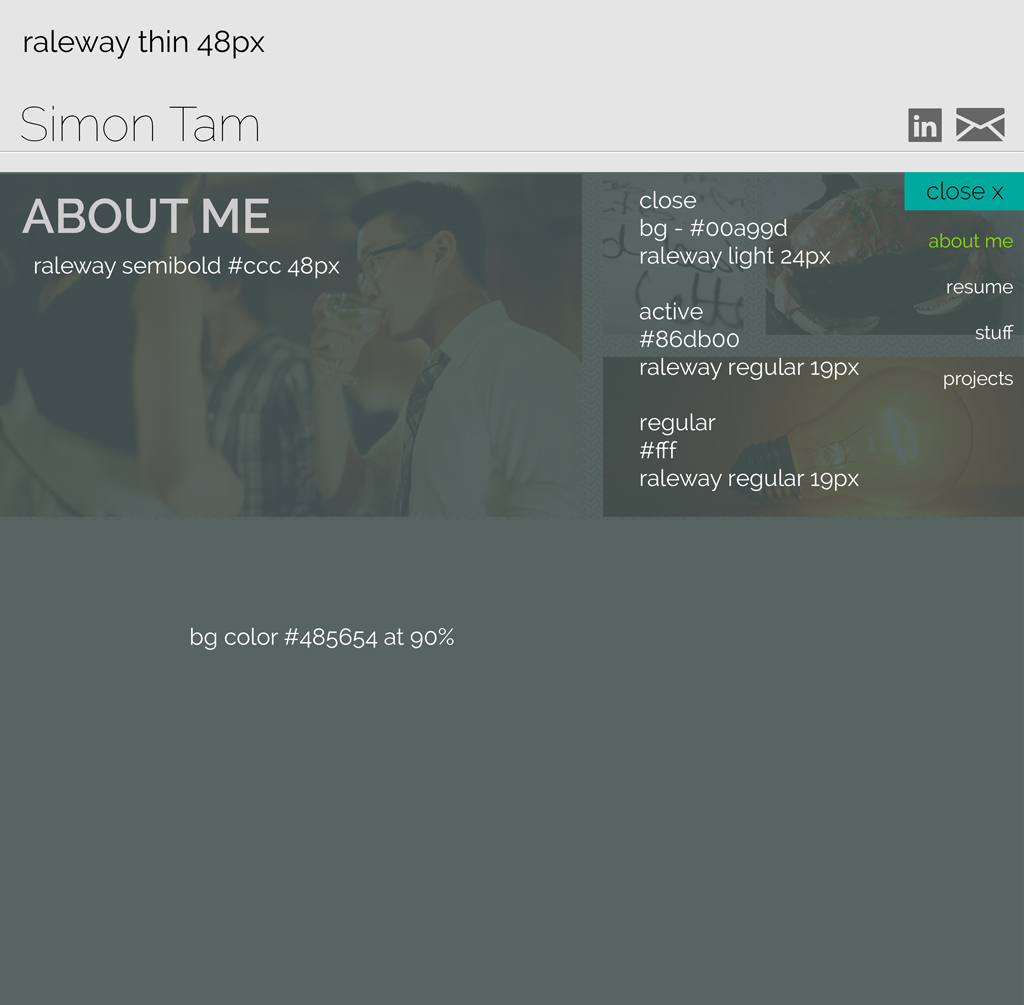 raleway thin 48px
Simon Tam
in
close x
ABOUT ME
raleway semibold #ccc 48px
close
bg - #00a99d
raleway light 24px
active
#86db00
raleway regular 19px
regular
#fff
raleway regular 19px
about me
resume
stuff
projects
bg color #485654 at 90%